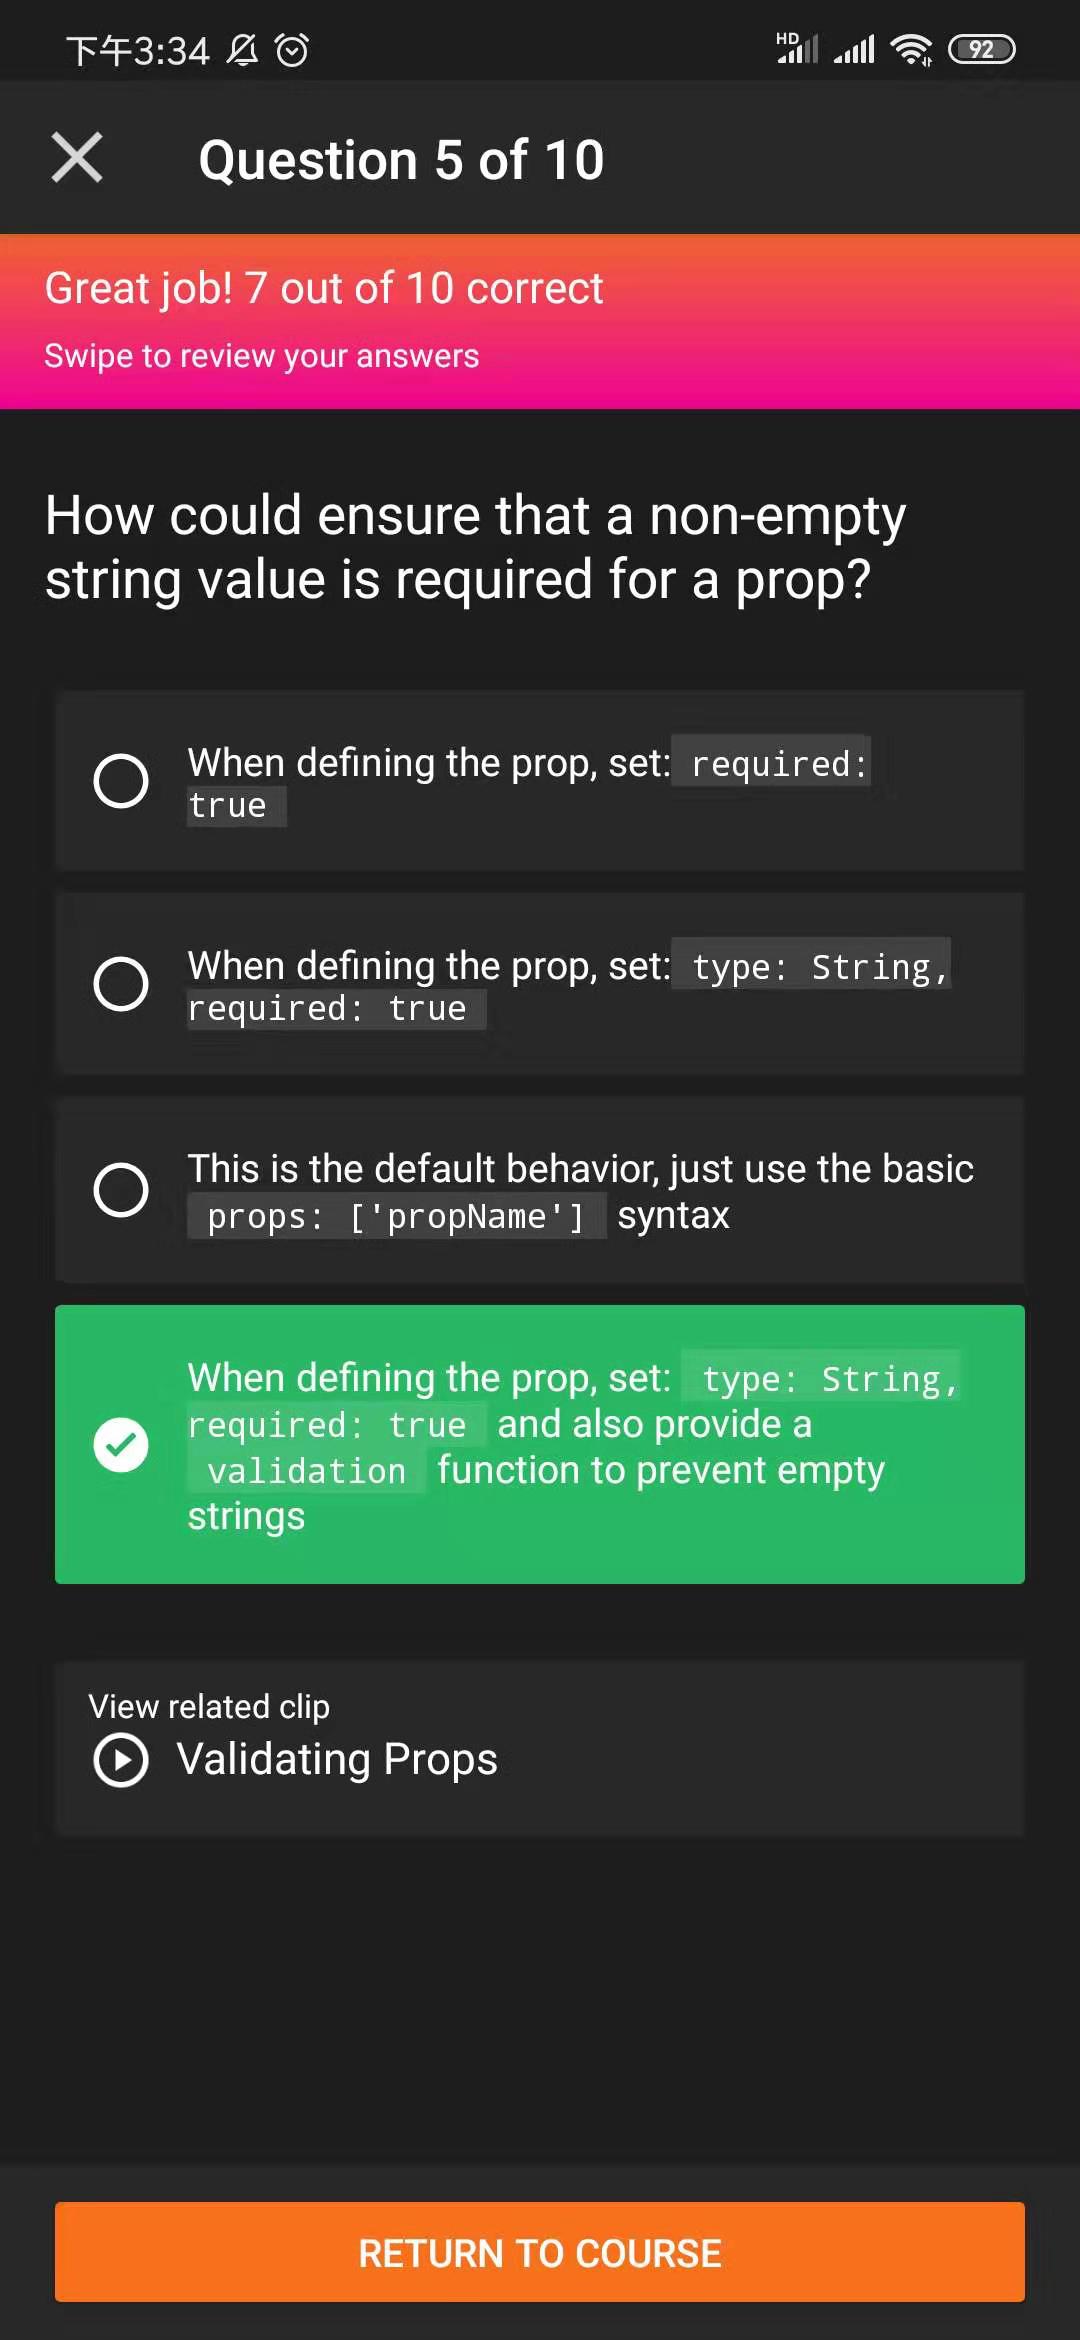 下午3:34 HD 92
Question 5 of 10
Great job! 7 out of 10 correct
Swipe to review your answers
How could ensure that a non-empty
string value is required for a prop?
When defining the prop, set: required:
true
When defining the prop, set: type: String,
required: true
This is the default behavior, just use the basic
props: ['propName'] syntax
When defining the prop, set: type: String,
required: true and also provide a
validation function to prevent empty
strings
View related clip
Validating Props
RETURN TO COURSE